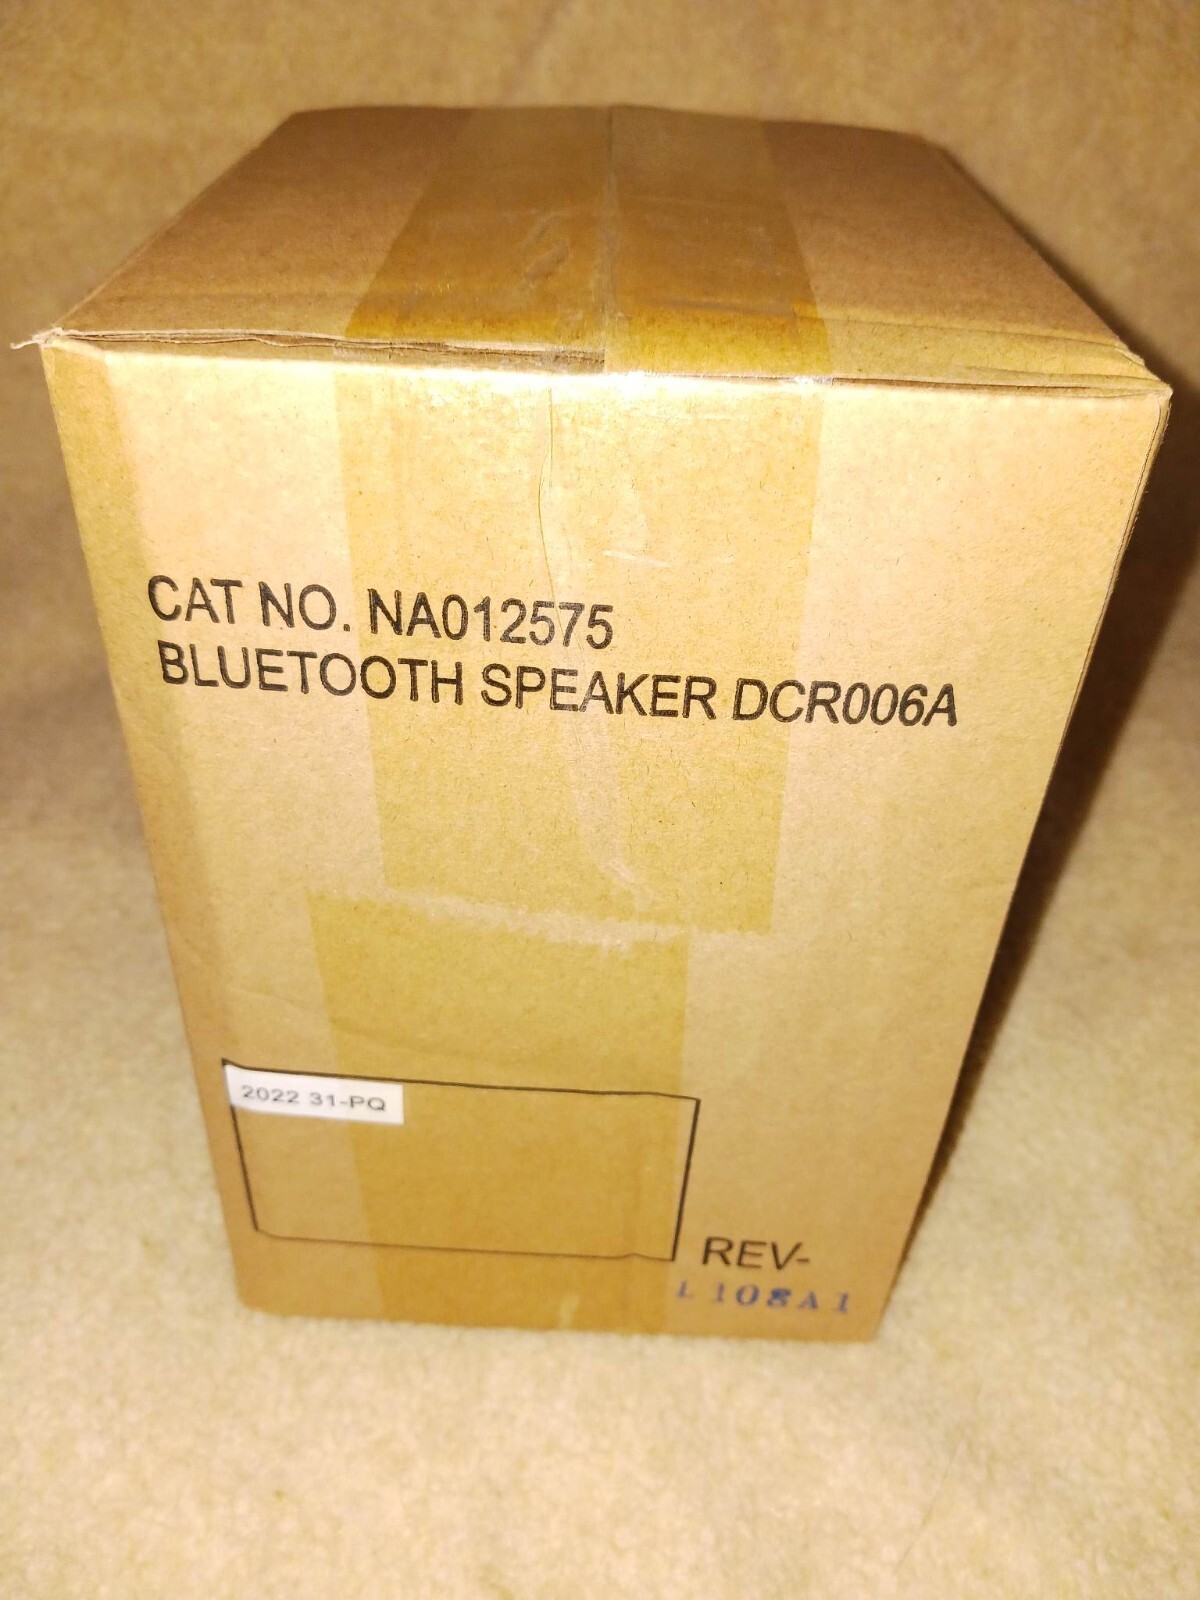 CAT NO. NA012575
BLUETOOTH SPEAKER DCR006A
2022 31-PQ
REV-
L108A1